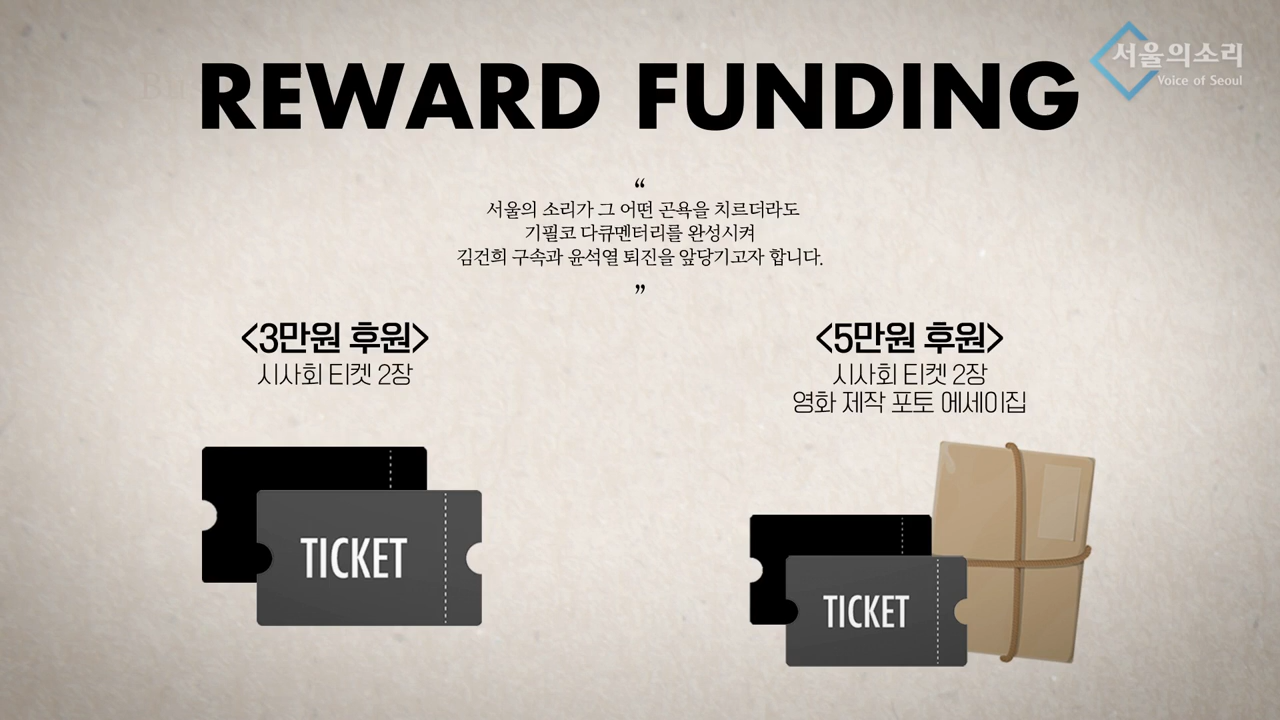 서울의소리
Voice of Seoul
REWARD FUNDING
“
서울의 소리가 그 어떤 곤욕을 치르더라도
기필코 다큐멘터리를 완성시켜
김건희 구속과 윤석열 퇴진을 앞당기고자 합니다.
”
<3만원 후원>
시사회 티켓 2장
<5만원 후원>
시사회 티켓 2장
영화 제작 포토 에세이집
TICKET
TICKET